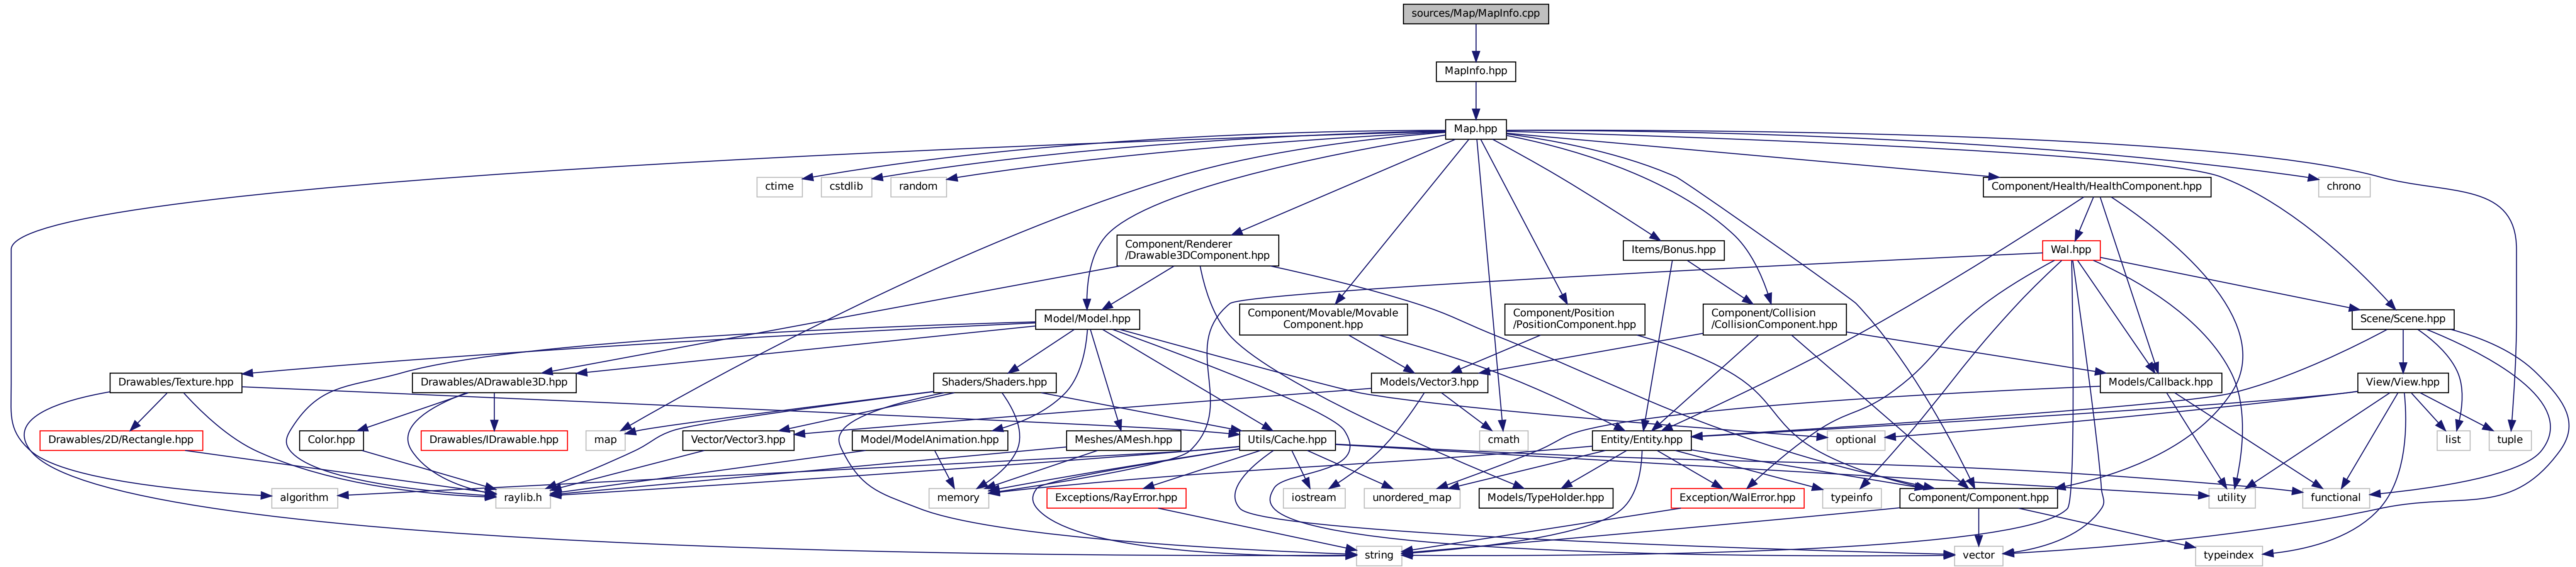 sources/Map/MapInfo.cpp
MapInfo.hpp
Map.hpp
ctime
cstdlib
random
Component/Health/HealthComponent.hpp
chrono
Component/Renderer
/Drawable3DComponent.hpp
Items/Bonus.hpp
Wal.hpp
Model/Model.hpp
Component/Movable/Movable
Component.hpp
Component/Position
/PositionComponent.hpp
Component/Collision
/CollisionComponent.hpp
Scene/Scene.hpp
Drawables/Texture.hpp
Drawables/ADrawable3D.hpp
Shaders/Shaders.hpp
Models/Vector3.hpp
Models/Callback.hpp
View/View.hpp
Drawables/2D/Rectangle.hpp
Color.hpp
Drawables/IDrawable.hpp
map
Vector/Vector3.hpp
Model/ModelAnimation.hpp
Meshes/AMesh.hpp
Utils/Cache.hpp
cmath
Entity/Entity.hpp
optional
list
tuple
algorithm
raylib.h
memory
Exceptions/RayError.hpp
iostream
unordered_map
Models/TypeHolder.hpp
Exception/WalError.hpp
typeinfo
Component/Component.hpp
utility
functional
string
vector
typeindex